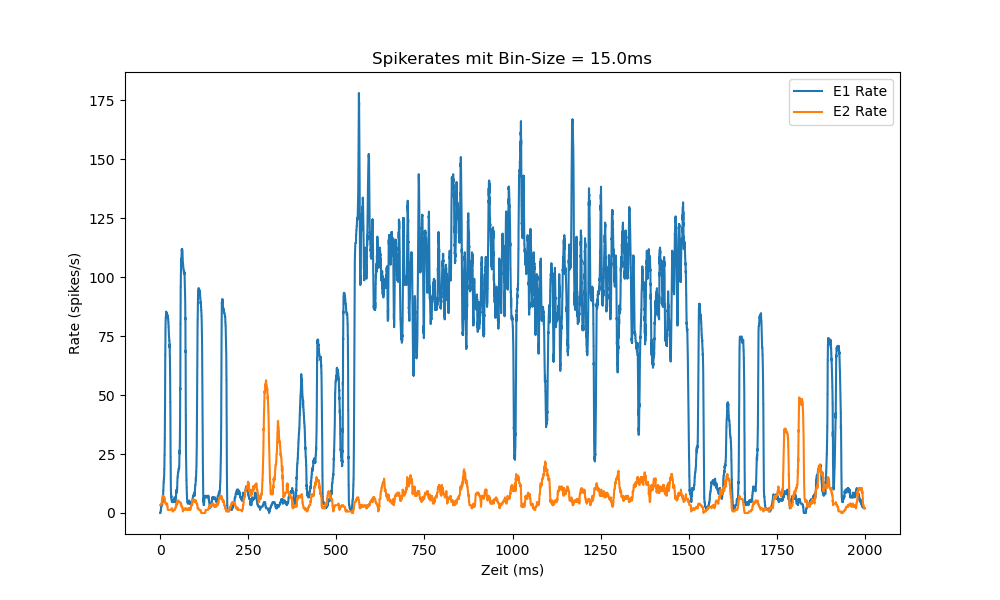 Spikerates mit Bin-Size = 15.0ms
E1 Rate
E2 Rate
175
150
125
100
75
50
25
0
Rate (spikes/s)
0 250 500 750 1000 1250 1500 1750 2000
Zeit (ms)